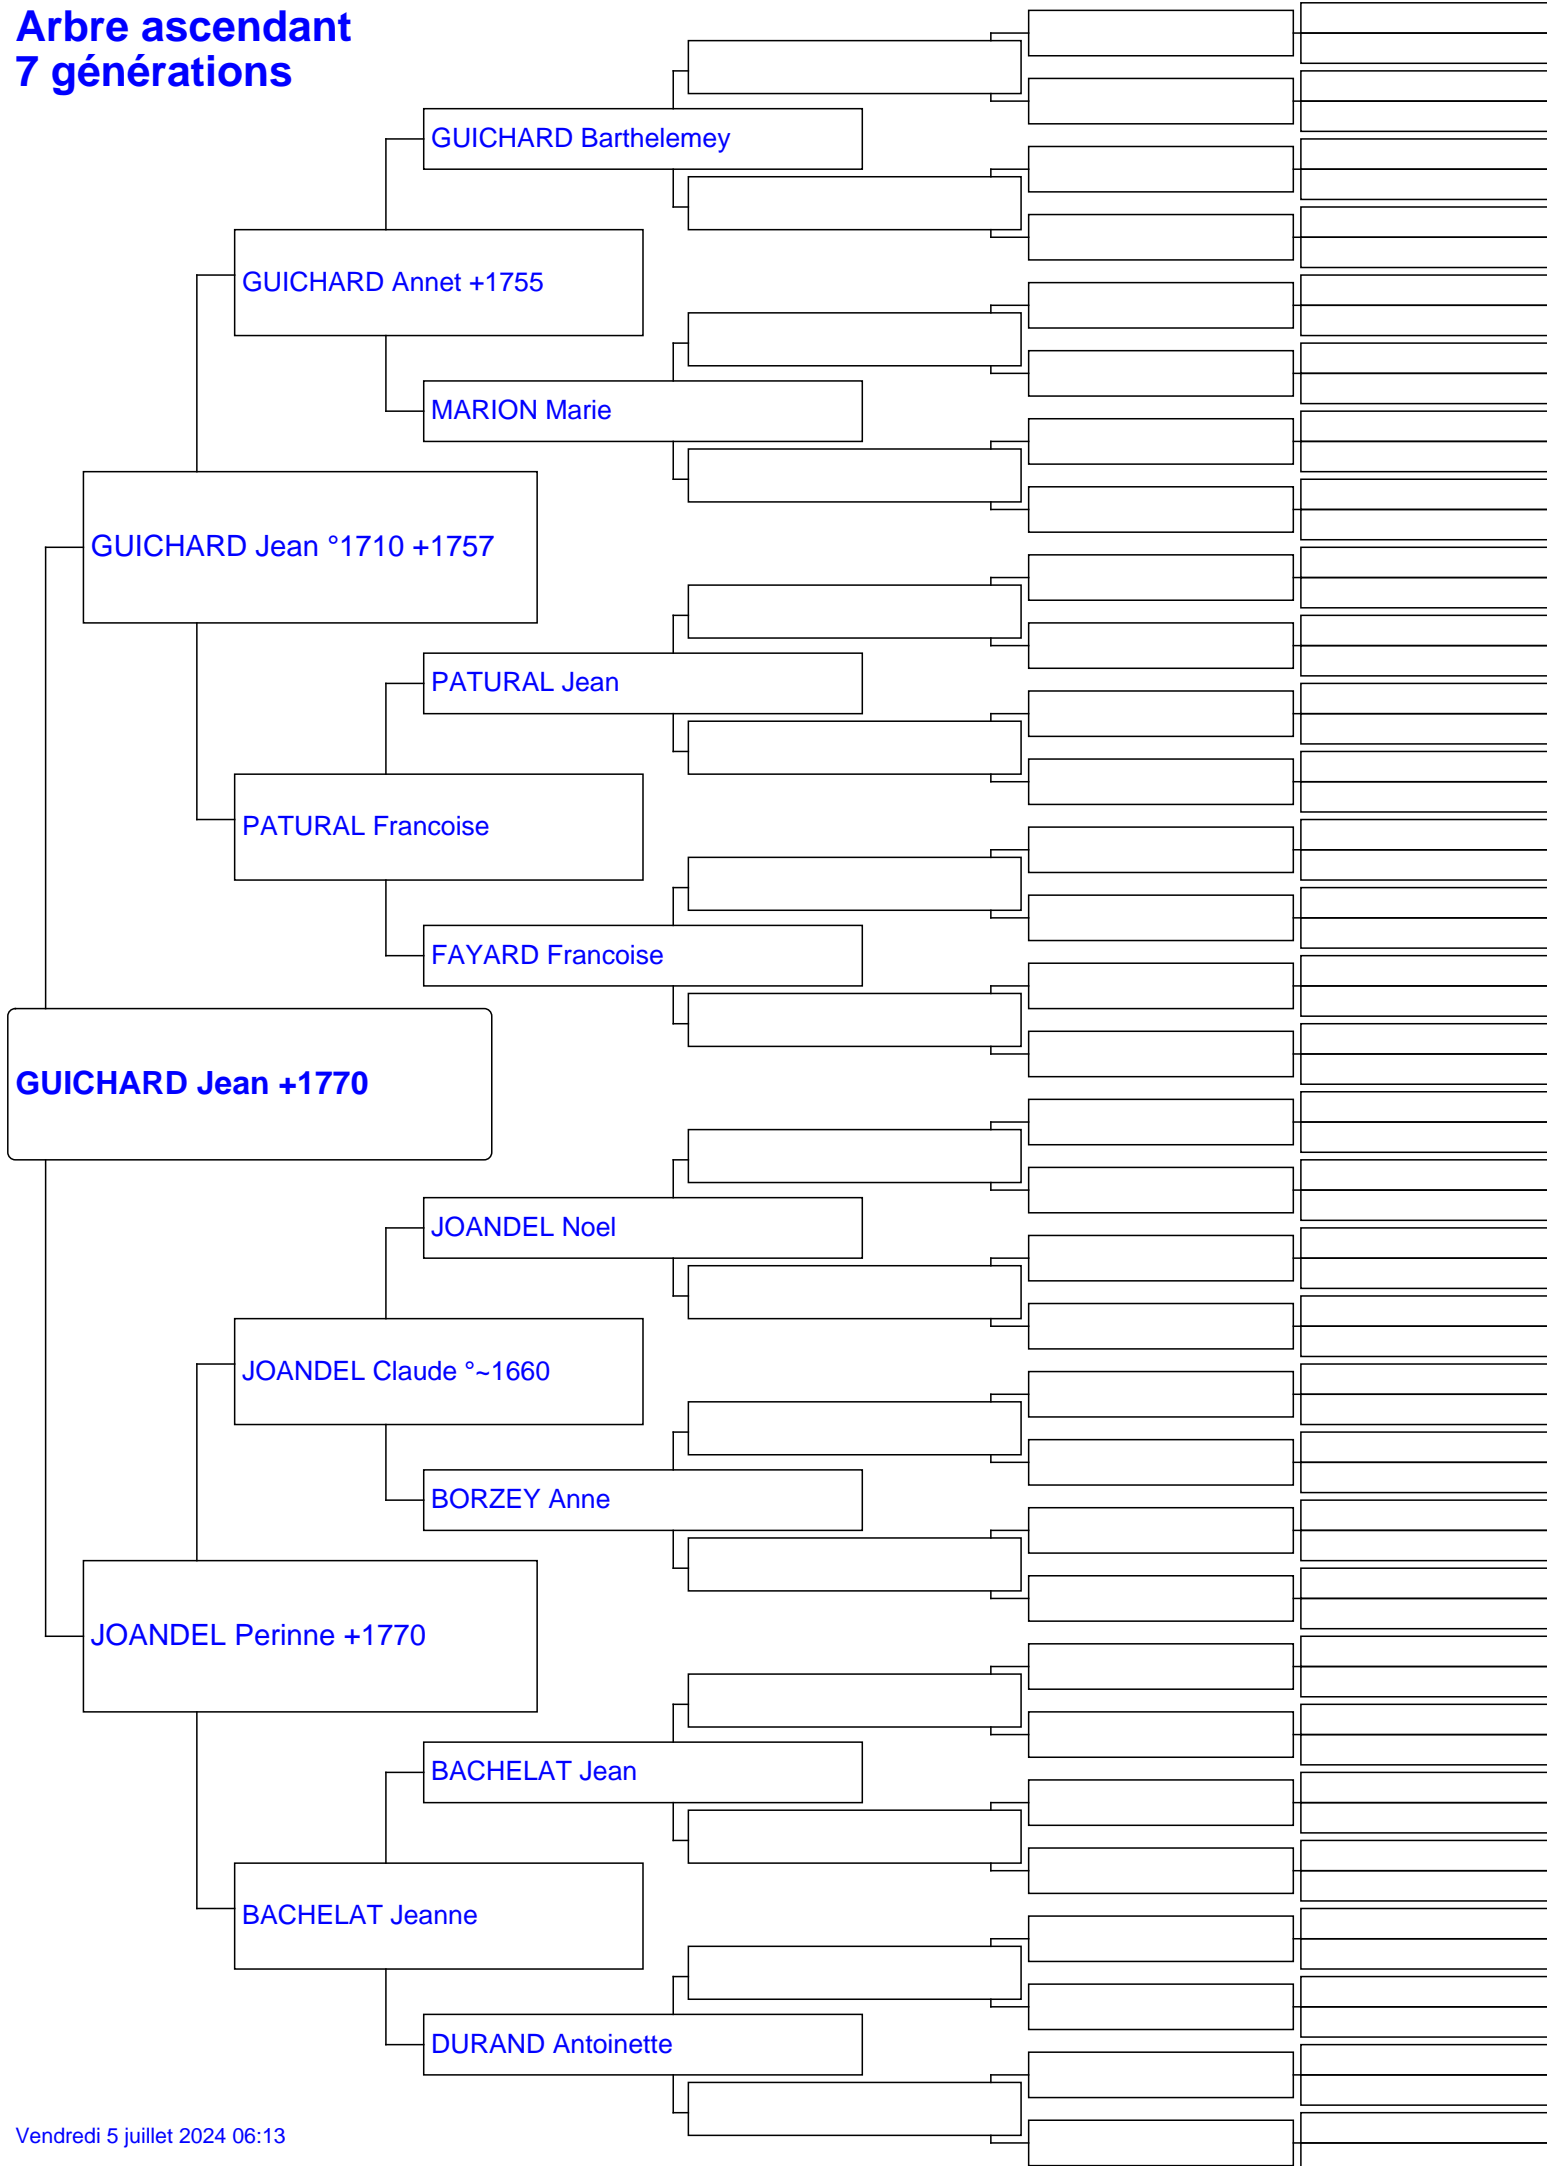 Arbre ascendant
7 générations
GUICHARD Barthelemey
GUICHARD Annet +1755
MARION Marie
GUICHARD Jean °1710 +1757
PATURAL Jean
PATURAL Francoise
FAYARD Francoise
GUICHARD Jean +1770
JOANDEL Noel
JOANDEL Claude °~1660
BORZEY Anne
JOANDEL Perinne +1770
BACHELAT Jean
BACHELAT Jeanne
DURAND Antoinette
Vendredi 5 juillet 2024 06:13